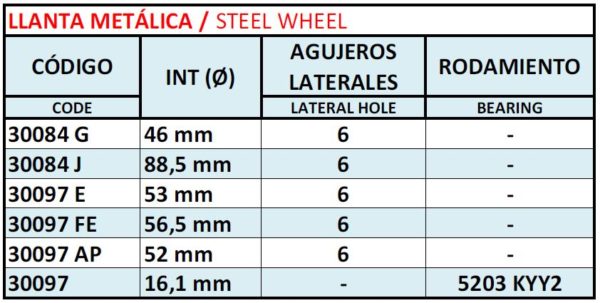 LLANTA METÁLICA / STEEL WHEEL
CÓDIGO INT (Ø) AGUJEROS LATERALES RODAMIENTO
CODE LATERAL HOLE BEARING
30084 G 46 mm 6 -
30084 J 88,5 mm 6 -
30097 E 53 mm 6 -
30097 FE 56,5 mm 6 -
30097 AP 52 mm 6 -
30097 16,1 mm - 5203 KYY2